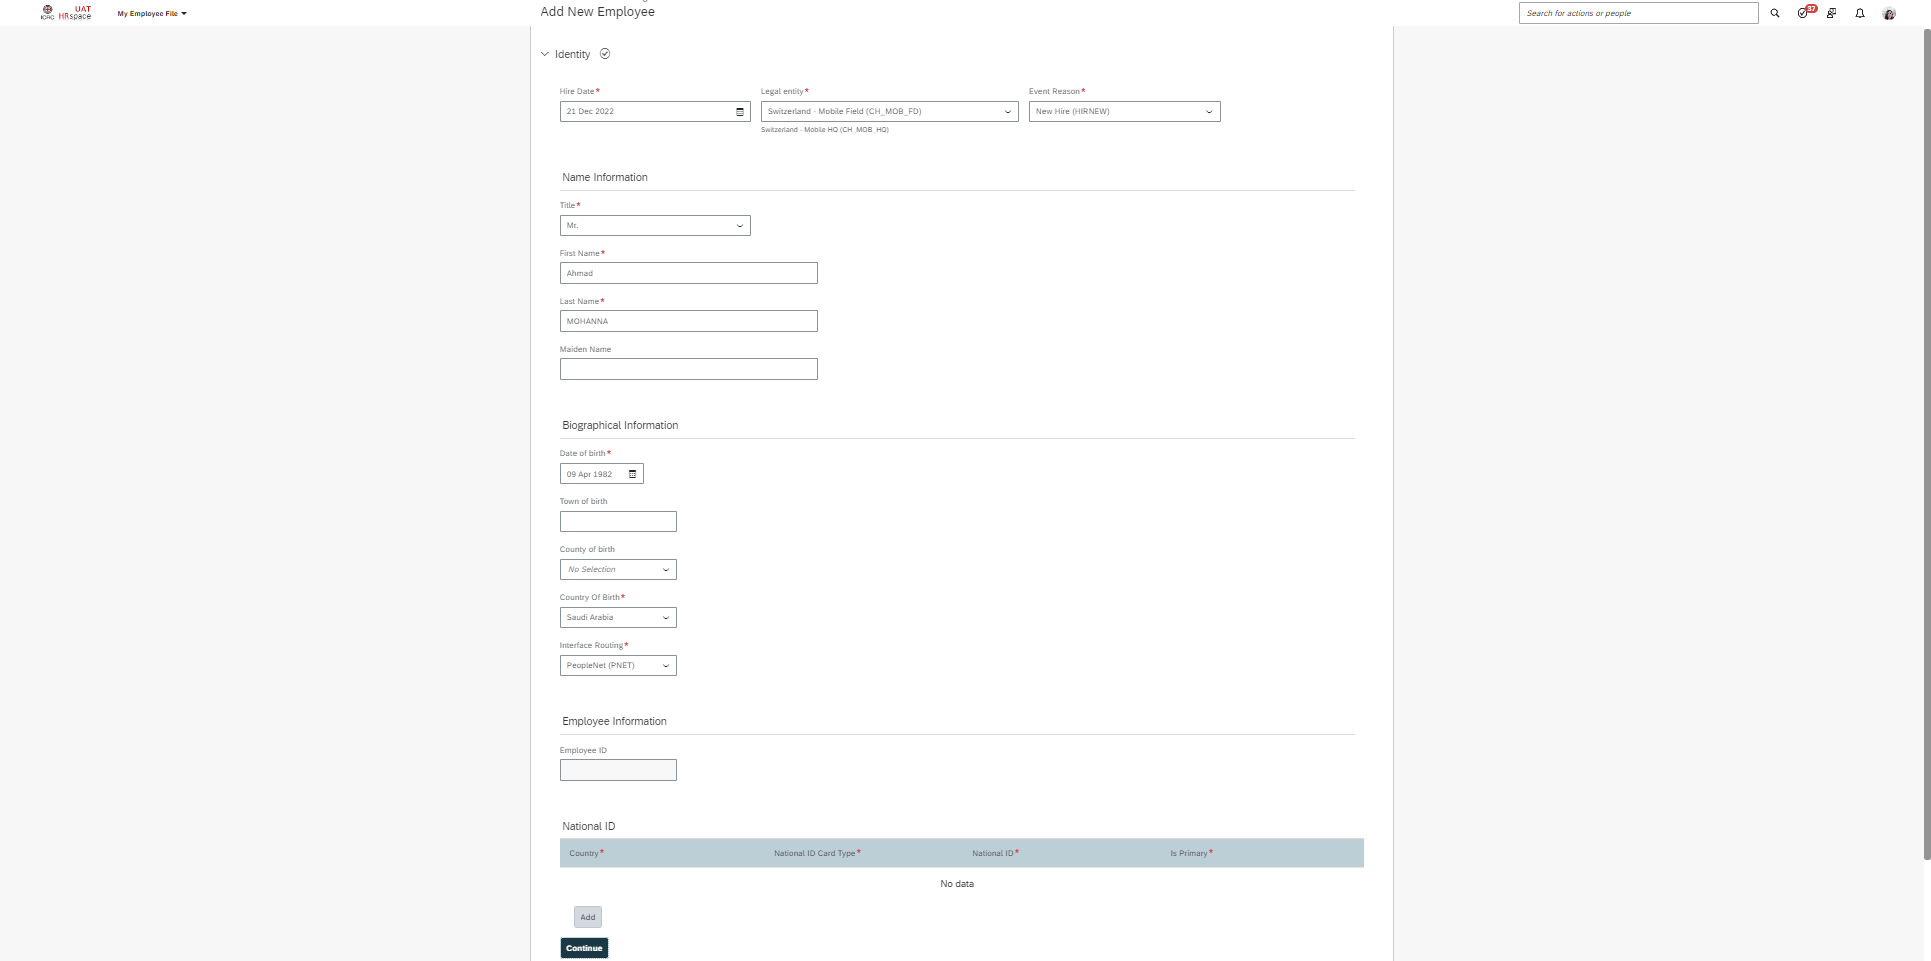 ICRC
UAT
HRspace
My Employee File
Add New Employee
Search for actions or people
37
Identity
Hire Date*
Legal entity*
Event Reason*
21 Dec 2022
Switzerland - Mobile Field (CH_MOB_FD)
New Hire (HIRNEW)
Switzerland - Mobile HQ (CH_MOB_HQ)
Name Information
Title*
Mr.
First Name*
Ahmad
Last Name*
MOHANNA
Maiden Name
Biographical Information
Date of birth*
09 Apr 1982
Town of birth
County of birth
No Selection
Country Of Birth*
Saudi Arabia
Interface Routing*
PeopleNet (PNET)
Employee Information
Employee ID
National ID
Country*
National ID Card Type*
National ID*
Is Primary*
No data
Add
Continue